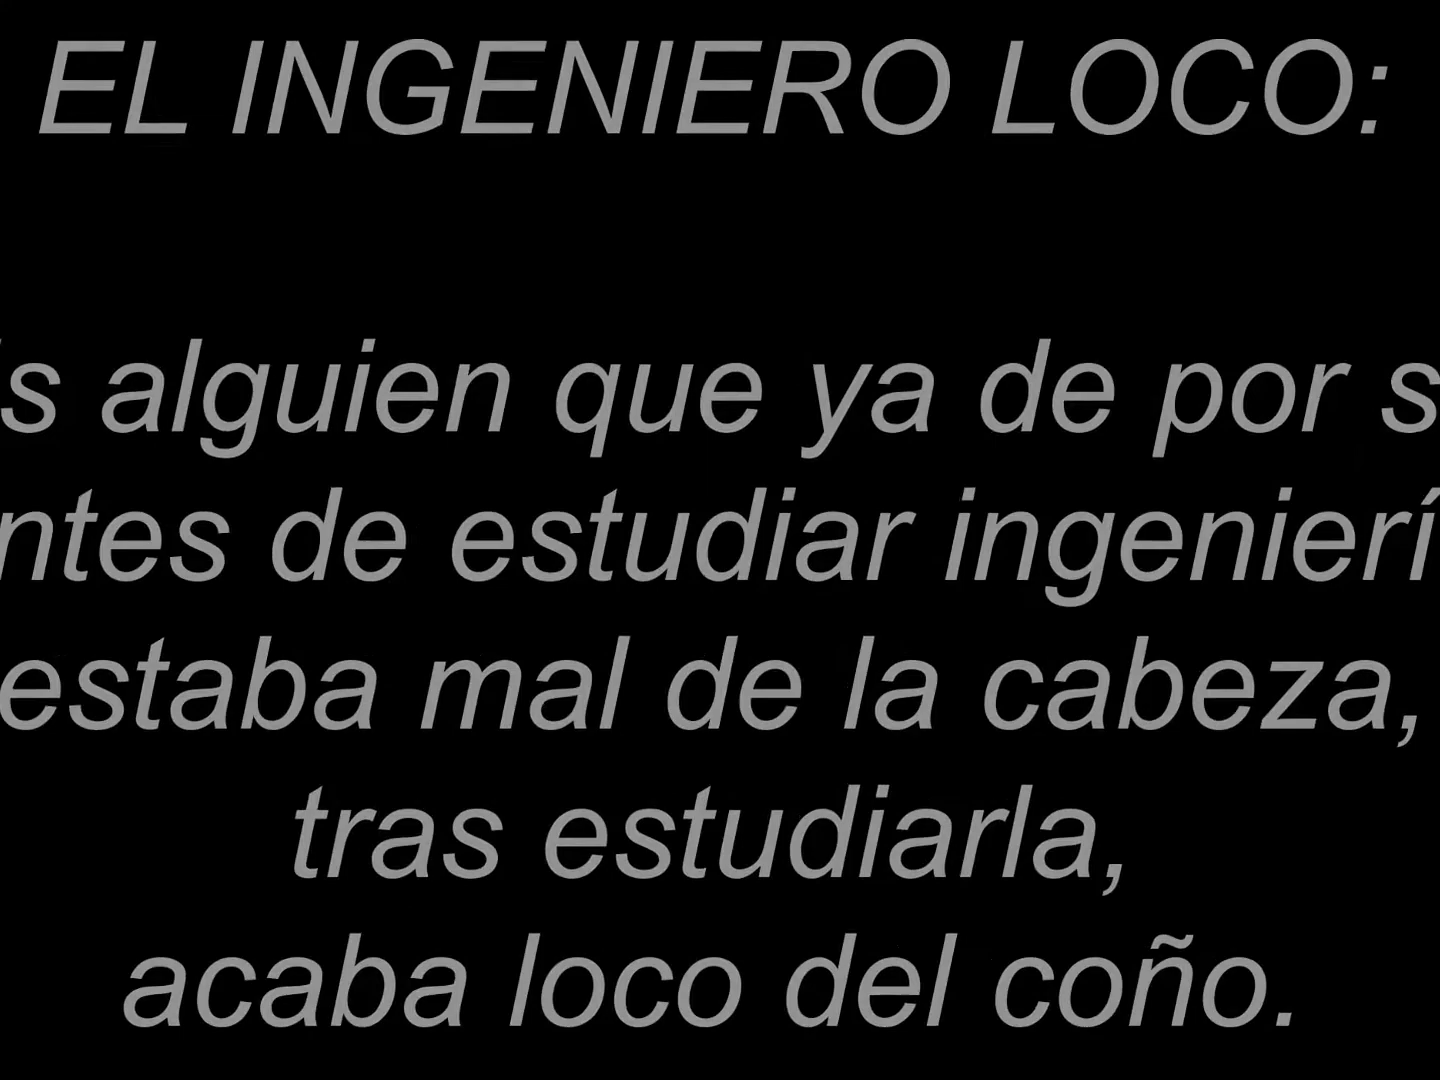 EL INGENIERO LOCO:
s alguien que ya de por s
ntes de estudiar ingenierí
estaba mal de la cabeza,
tras estudiarla,
acaba loco del coño.